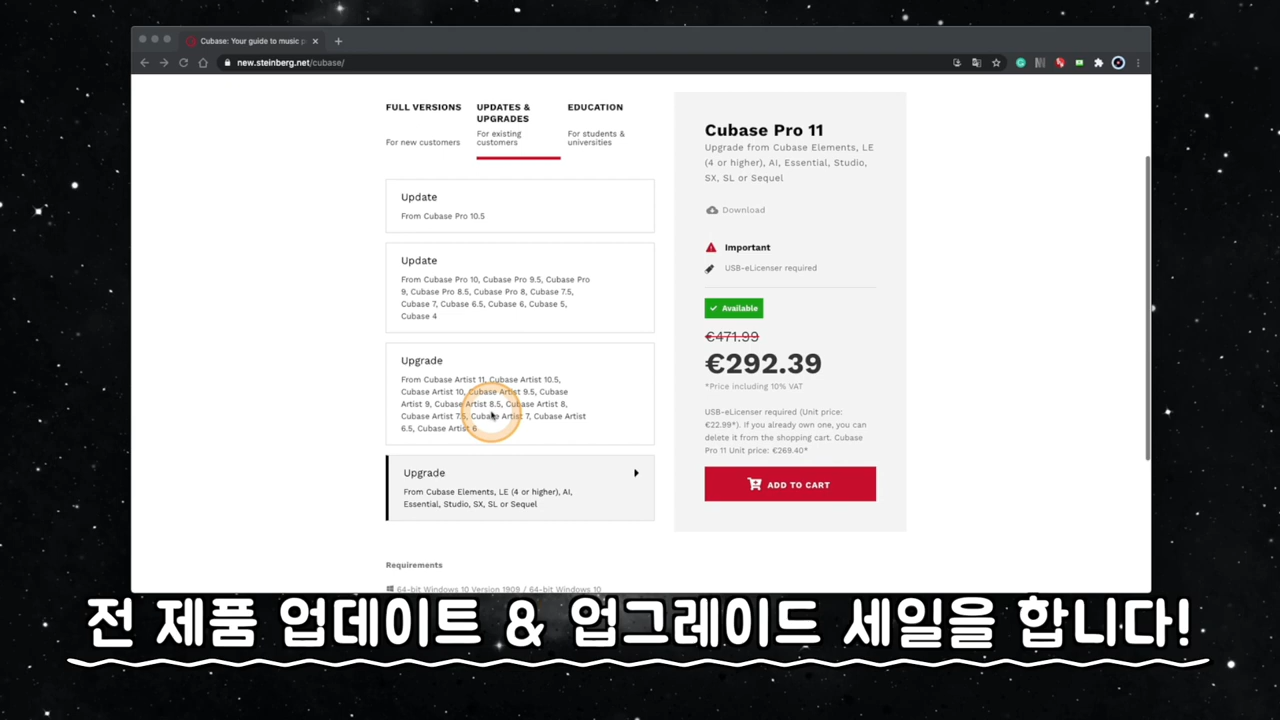 Cubase: Your guide to music p
new.steinberg.net/cubase/
FULL VERSIONS
For new customers
UPDATES &
UPGRADES
For existing
customers
EDUCATION
For students &
universities
Update
From Cubase Pro 10.5
Update
From Cubase Pro 10, Cubase Pro 9.5, Cubase Pro
9, Cubase Pro 8.5, Cubase Pro 8, Cubase 7.5,
Cubase 7, Cubase 6.5, Cubase 6, Cubase 5,
Cubase 4
Upgrade
From Cubase Artist 11, Cubase Artist 10.5,
Cubase Artist 10, Cubase Artist 9.5, Cubase
Artist 9, Cubase Artist 8.5, Cubase Artist 8,
Cubase Artist 7.5, Cubase Artist 7, Cubase Artist
6.5, Cubase Artist 6
Upgrade
From Cubase Elements, LE (4 or higher), AI,
Essential, Studio, SX, SL or Sequel
Requirements
64-bit Windows 10 Version 1909 / 64-bit Windows 10
Cubase Pro 11
Upgrade from Cubase Elements, LE
(4 or higher), AI, Essential, Studio,
SX, SL or Sequel
Download
Important
USB-eLicenser required
Available
€471.99
€292.39
*Price including 10% VAT
USB-eLicenser required (Unit price:
€22.99*). If you already own one, you can
delete it from the shopping cart. Cubase
Pro 11 Unit price: €269.40*
ADD TO CART
전 제품 업데이트 & 업그레이드 세일을 합니다!